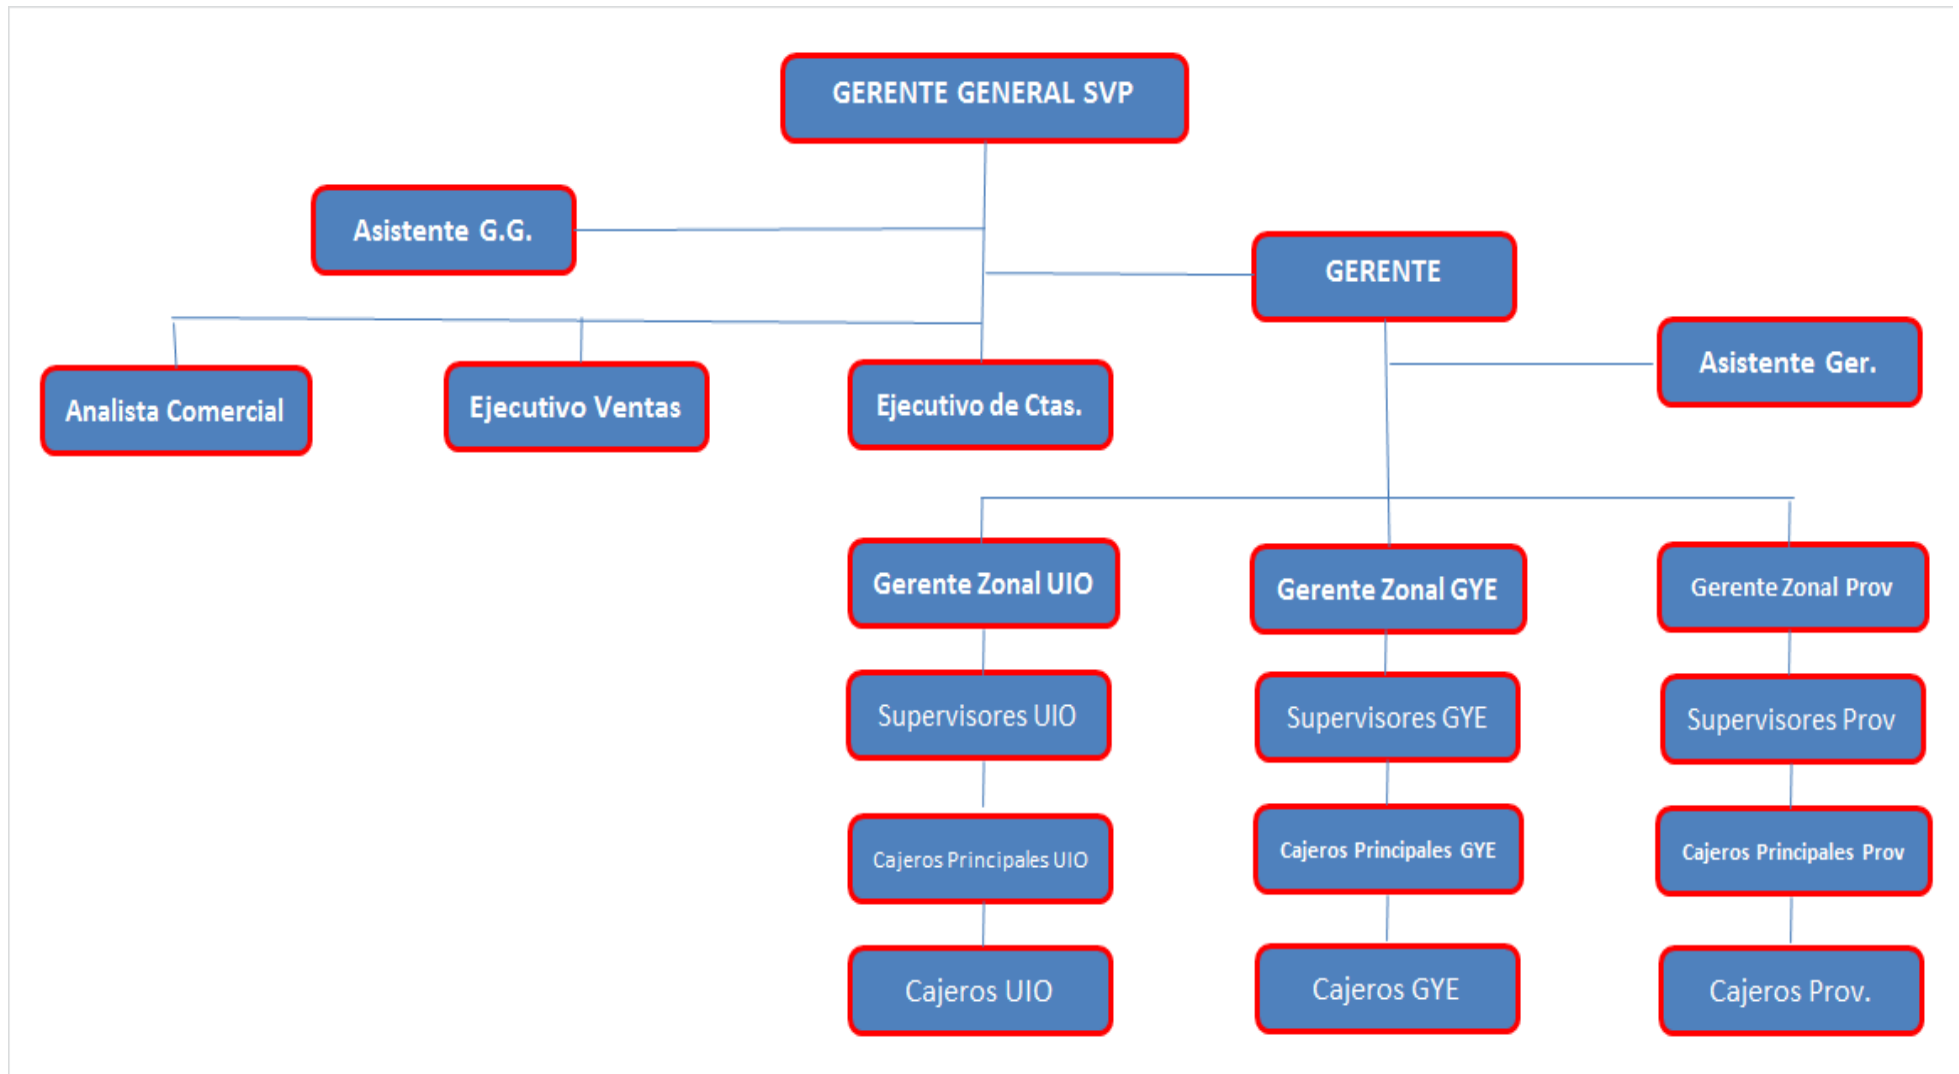 GERENTE GENERAL SVP
Asistente G.G.
GERENTE
Asistente Ger.
Analista Comercial
Ejecutivo Ventas
Ejecutivo de Ctas.
Gerente Zonal UIO
Gerente Zonal GYE
Gerente Zonal Prov
Supervisores UIO
Supervisores GYE
Supervisores Prov
Cajeros Principales UIO
Cajeros Principales GYE
Cajeros Principales Prov
Cajeros UIO
Cajeros GYE
Cajeros Prov.